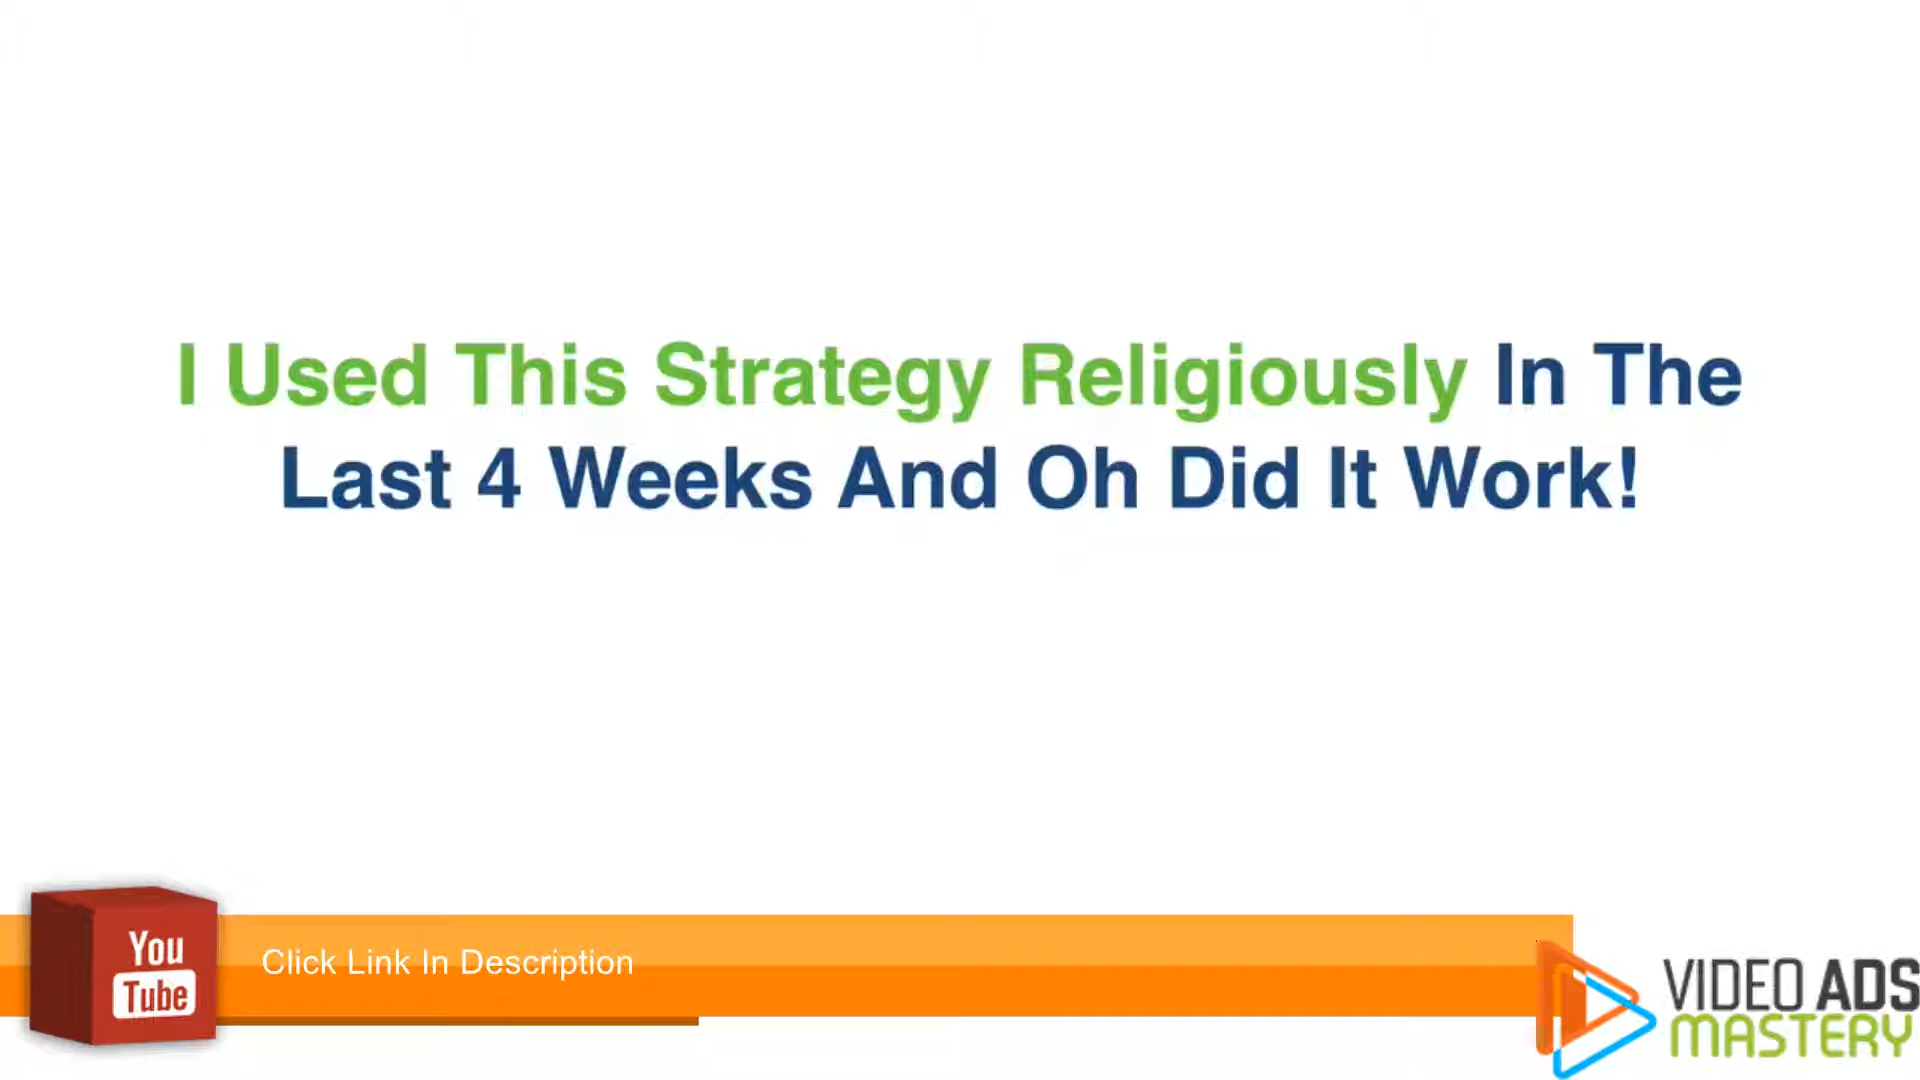 I Used This Strategy Religiously In The
Last 4 Weeks And Oh Did It Work!
You
Tube
Click Link In Description
VIDEO ADS
MASTERY